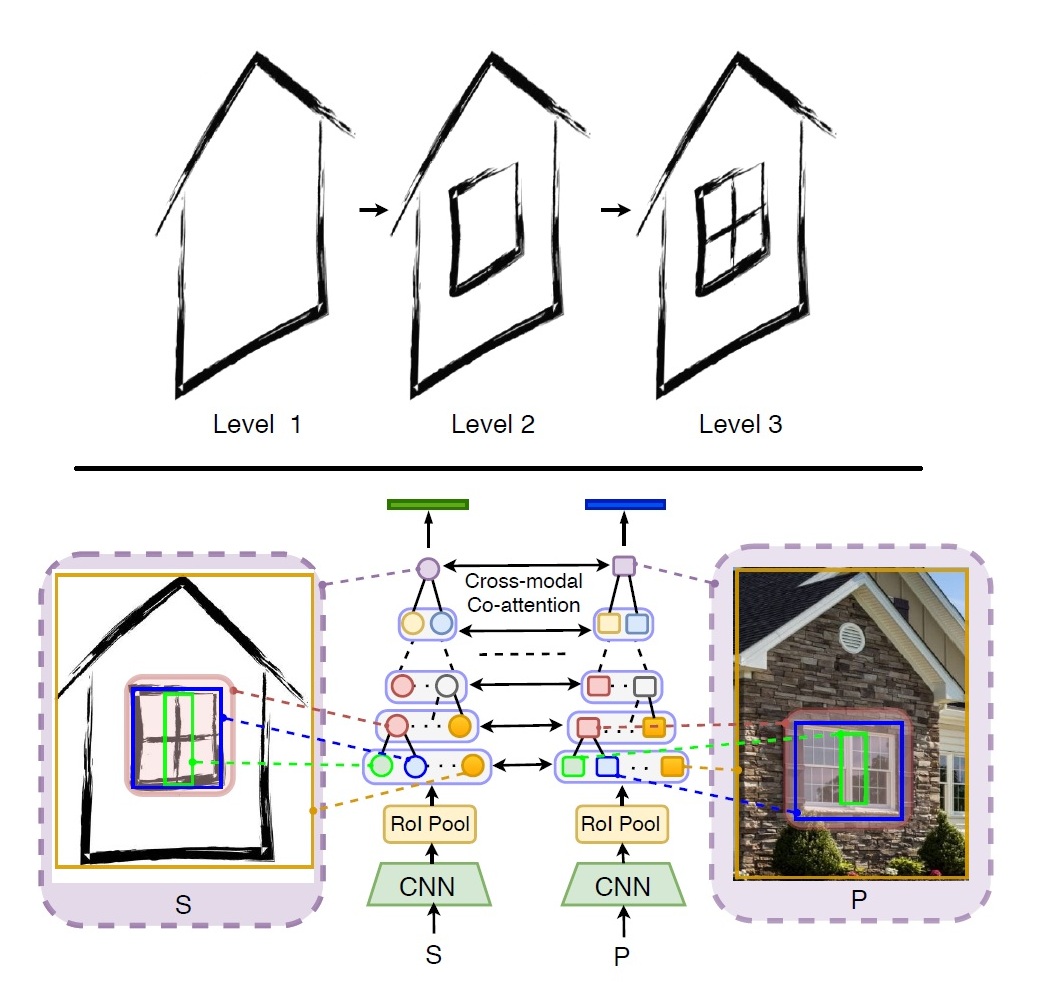 Level 1
Level 2
Level 3
Cross-modal
Co-attention
RoI Pool
RoI Pool
CNN
CNN
S
P
S
P